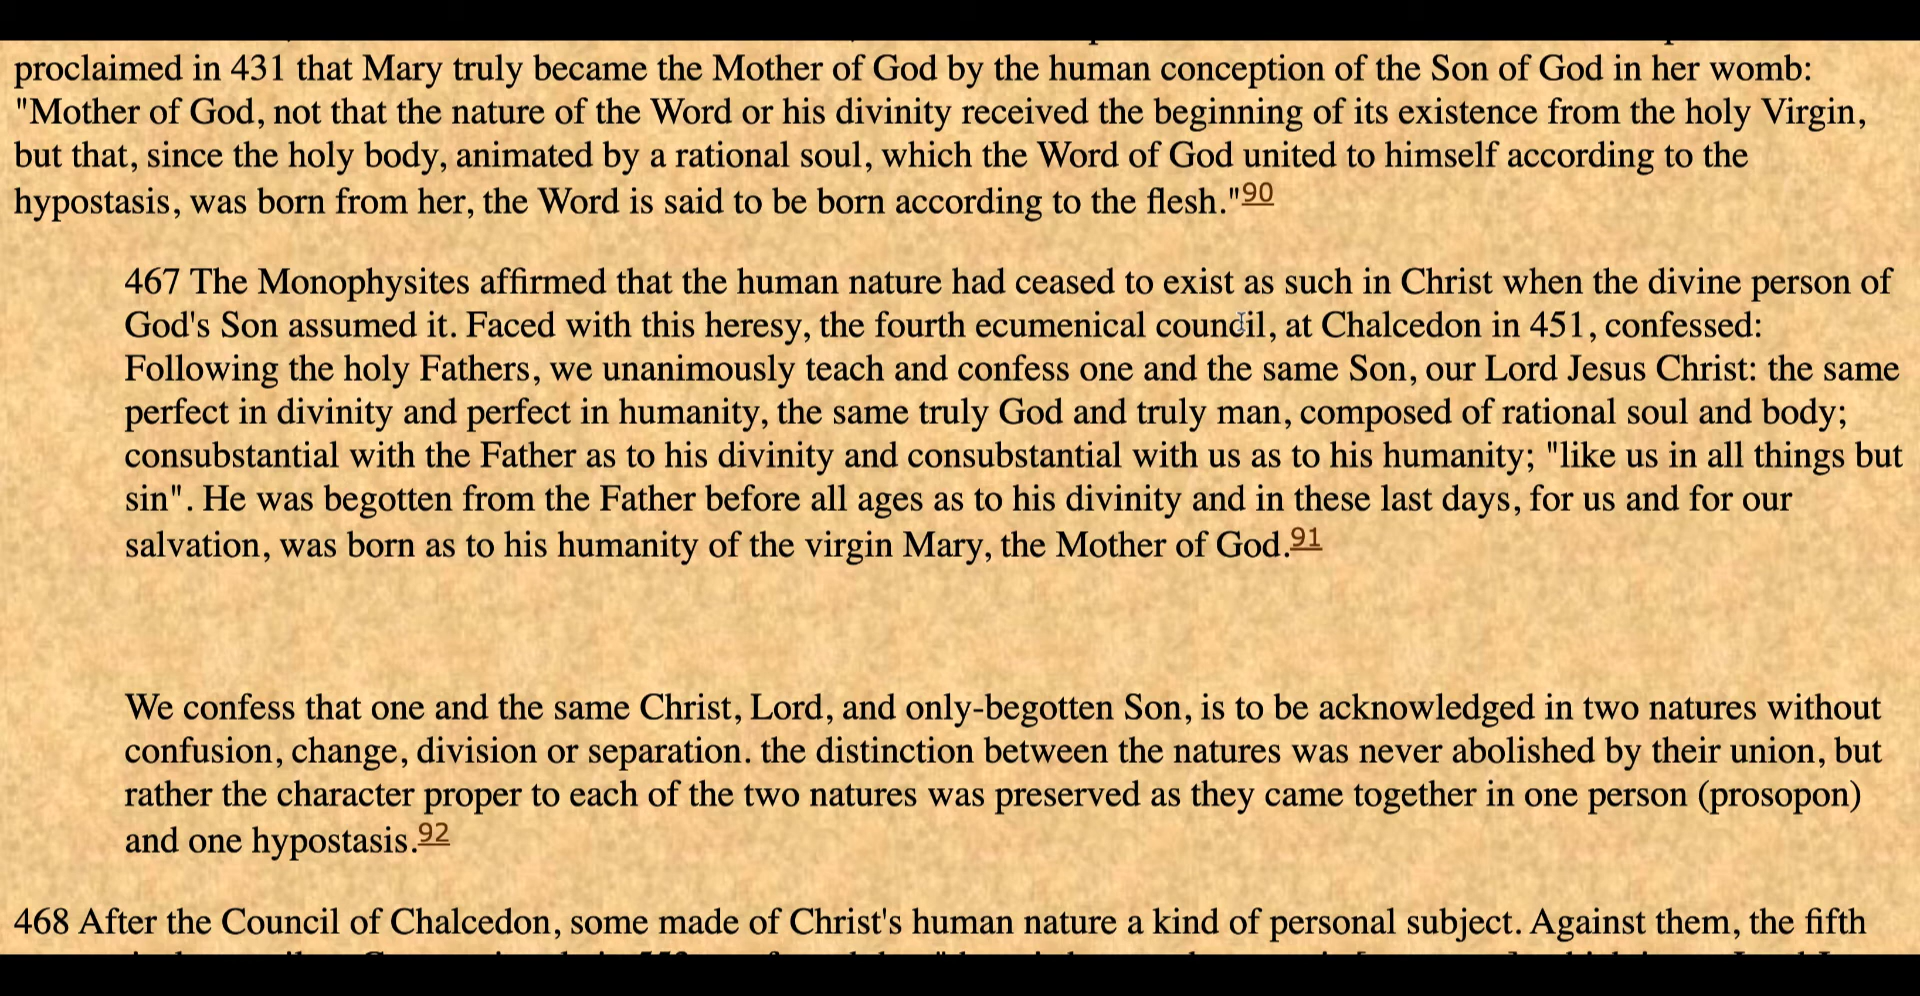 proclaimed in 431 that Mary truly became the Mother of God by the human conception of the Son of God in her womb:
"Mother of God, not that the nature of the Word or his divinity received the beginning of its existence from the holy Virgin,
but that, since the holy body, animated by a rational soul, which the Word of God united to himself according to the
hypostasis, was born from her, the Word is said to be born according to the flesh."90
467 The Monophysites affirmed that the human nature had ceased to exist as such in Christ when the divine person of
God's Son assumed it. Faced with this heresy, the fourth ecumenical council, at Chalcedon in 451, confessed:
Following the holy Fathers, we unanimously teach and confess one and the same Son, our Lord Jesus Christ: the same
perfect in divinity and perfect in humanity, the same truly God and truly man, composed of rational soul and body;
consubstantial with the Father as to his divinity and consubstantial with us as to his humanity; "like us in all things but
sin". He was begotten from the Father before all ages as to his divinity and in these last days, for us and for our
salvation, was born as to his humanity of the virgin Mary, the Mother of God.91
We confess that one and the same Christ, Lord, and only-begotten Son, is to be acknowledged in two natures without
confusion, change, division or separation. the distinction between the natures was never abolished by their union, but
rather the character proper to each of the two natures was preserved as they came together in one person (prosopon)
and one hypostasis.92
468 After the Council of Chalcedon, some made of Christ's human nature a kind of personal subject. Against them, the fifth